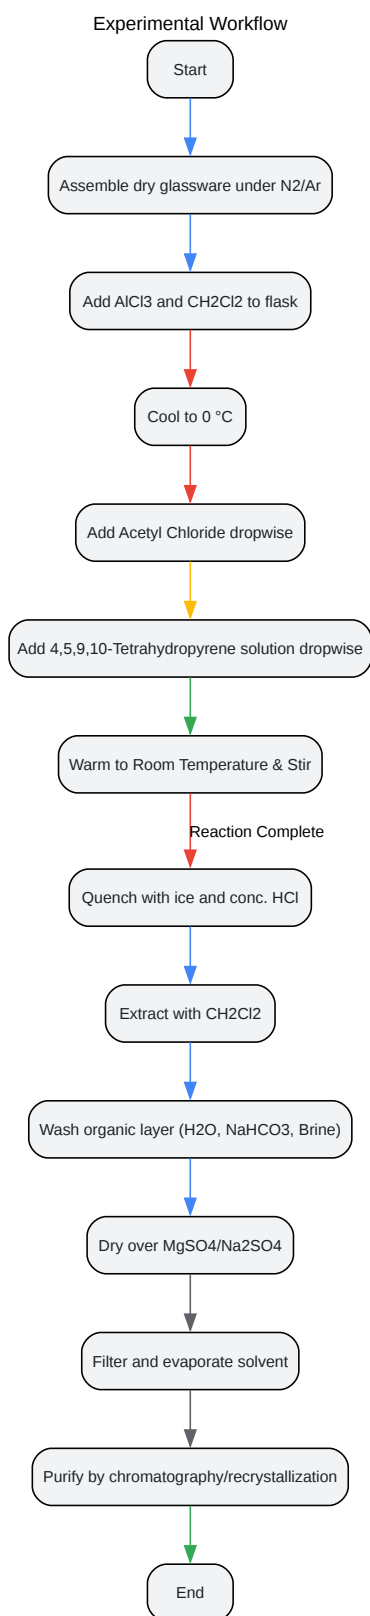 Experimental Workflow
Start
Assemble dry glassware under N2/Ar
Add AlCl3 and CH2Cl2 to flask
Cool to 0 °C
Add Acetyl Chloride dropwise
Add 4,5,9,10-Tetrahydropyrene solution dropwise
Warm to Room Temperature & Stir
Reaction Complete
Quench with ice and conc. HCl
Extract with CH2Cl2
Wash organic layer (H2O, NaHCO3, Brine)
Dry over MgSO4/Na2SO4
Filter and evaporate solvent
Purify by chromatography/recrystallization
End